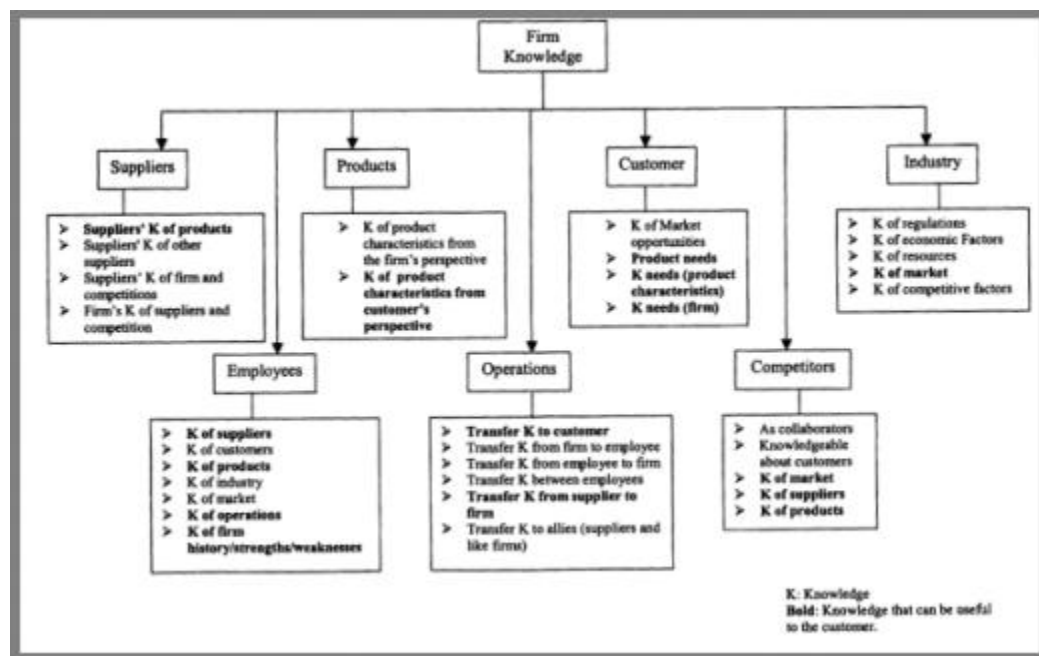 Firm
Knowledge
Suppliers
Products
Customer
Industry
➤ Suppliers' K of products
➤ Suppliers' K of other
suppliers
➤ Suppliers' K of firm and
competitions
➤ Firm's K of suppliers and
competition
➤ K of product
characteristics from
the firm's perspective
➤ K of product
characteristics from
customer's
perspective
➤ K of Market
opportunities
➤ Product needs
➤ K needs (product
characteristics)
➤ K needs (firm)
➤ K of regulations
➤ K of economic Factors
➤ K of resources
➤ K of market
➤ K of competitive factors
Employees
Operations
Competitors
➤ K of suppliers
➤ K of customers
➤ K of products
➤ K of industry
➤ K of market
➤ K of operations
➤ K of firm
history/strengths/weaknesses
➤ Transfer K to customer
➤ Transfer K from firm to employee
➤ Transfer K from employee to firm
➤ Transfer K between employees
➤ Transfer K from supplier to
firm
➤ Transfer K to allies (suppliers and
like firms)
➤ As collaborators
➤ Knowledgeable
about customers
➤ K of market
➤ K of suppliers
➤ K of products
K: Knowledge
Bold: Knowledge that can be useful
to the customer.